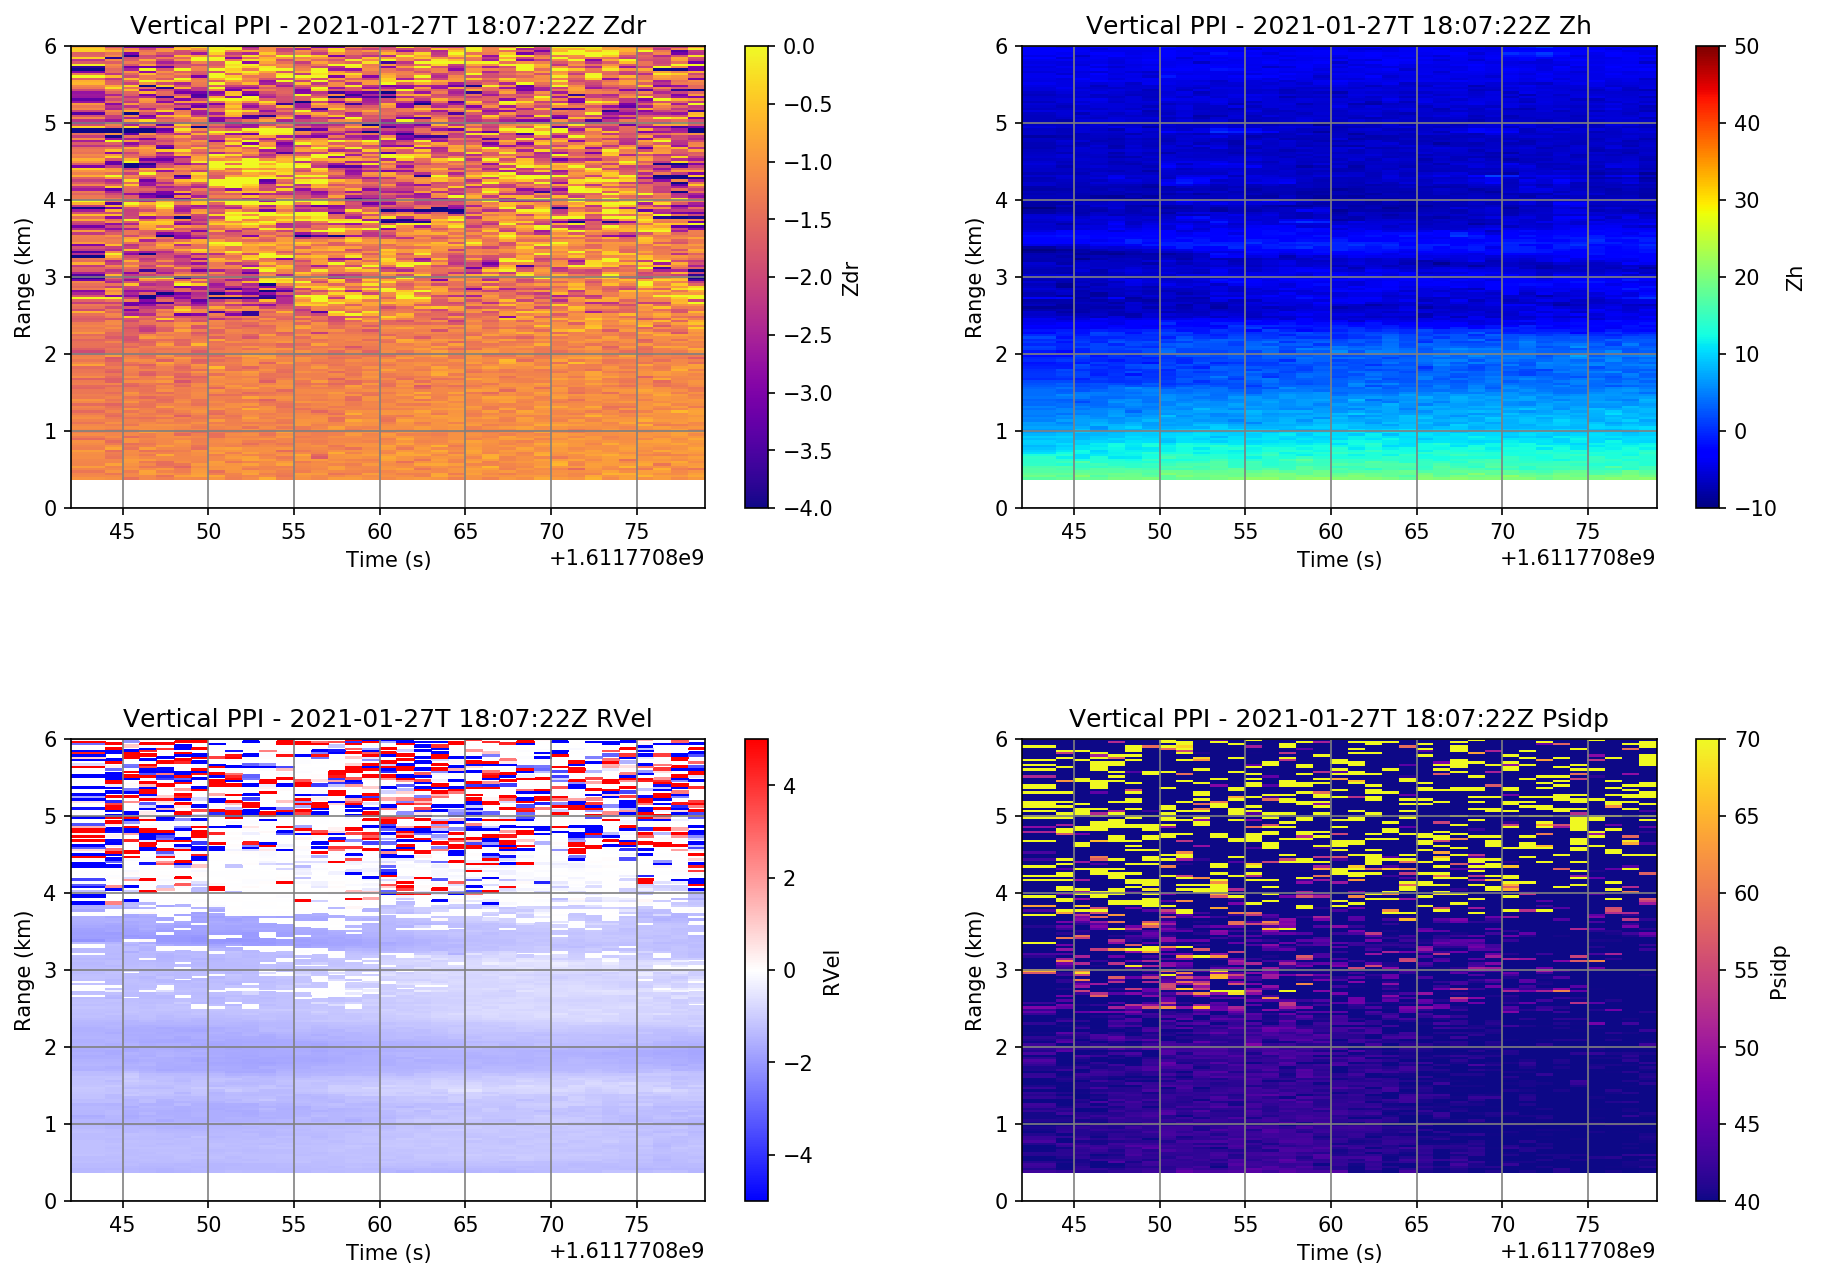 Vertical PPI - 2021-01-27T 18:07:22Z Zdr
6
5
4
3
2
1
0
Range (km)
45 50 55 60 65 70 75
Time (s)
+1.6117708e9
0.0
−0.5
−1.0
−1.5
−2.0
−2.5
−3.0
−3.5
−4.0
Zdr
Vertical PPI - 2021-01-27T 18:07:22Z Zh
6
5
4
3
2
1
0
Range (km)
45 50 55 60 65 70 75
Time (s)
+1.6117708e9
50
40
30
20
10
0
−10
Zh
Vertical PPI - 2021-01-27T 18:07:22Z RVel
6
5
4
3
2
1
0
Range (km)
45 50 55 60 65 70 75
Time (s)
+1.6117708e9
4
2
0
−2
−4
RVel
Vertical PPI - 2021-01-27T 18:07:22Z Psidp
6
5
4
3
2
1
0
Range (km)
45 50 55 60 65 70 75
Time (s)
+1.6117708e9
70
65
60
55
50
45
40
Psidp